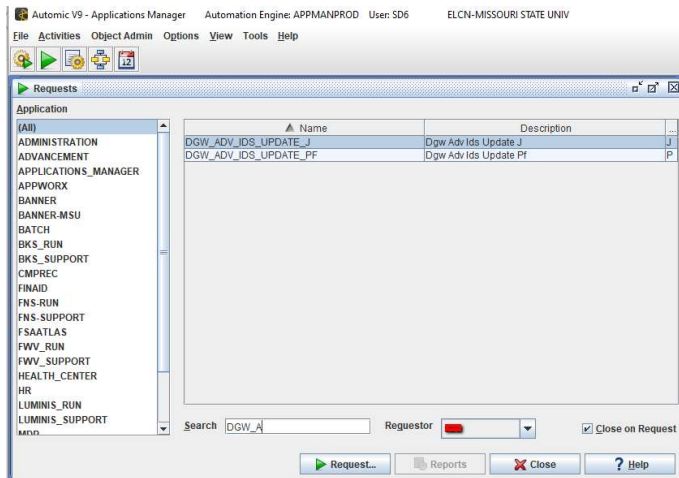 Automic V9 - Applications Manager Automation Engine: APPMANPROD User: SD6 ELCN-MISSOURI STATE UNIV
File Activities Object Admin Options View Tools Help
12
Requests
Application
(All)
ADMINISTRATION
ADVANCEMENT
APPLICATIONS_MANAGER
APPWORX
BANNER
BANNER-MSU
BATCH
BKS_RUN
BKS_SUPPORT
CMPREC
FINAID
FNS-RUN
FNS-SUPPORT
FSAATLAS
FWV_RUN
FWV_SUPPORT
HEALTH_CENTER
HR
LUMINIS_RUN
LUMINIS_SUPPORT
Name Description ...
DGW_ADV_IDS_UPDATE_J Dgw Adv Ids Update J J
DGW_ADV_IDS_UPDATE_PF Dgw Adv Ids Update Pf P
Search DGW_A Requestor Close on Request
Request... Reports Close ? Help